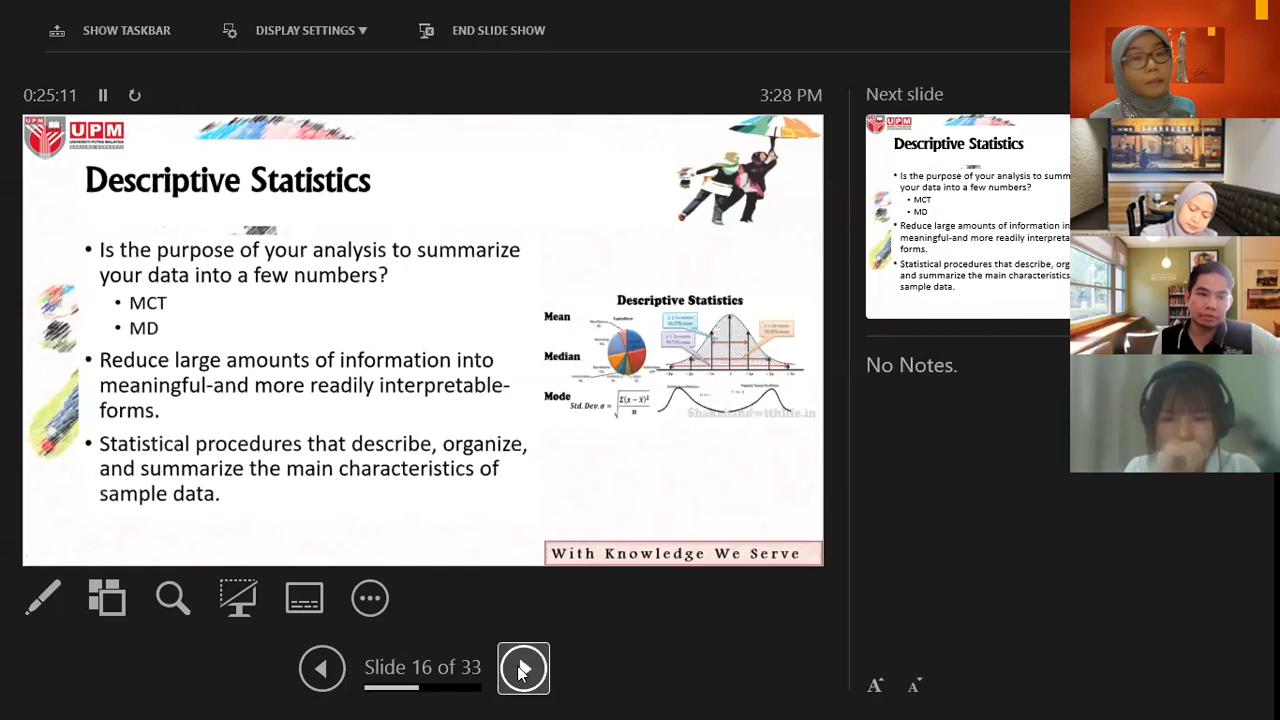 SHOW TASKBAR
DISPLAY SETTINGS
END SLIDE SHOW
0:25:11
3:28 PM
UPM
UNIVERSITI PUTRA MALAYSIA
Descriptive Statistics
• Is the purpose of your analysis to summarize
your data into a few numbers?
• MCT
• MD
• Reduce large amounts of information into
meaningful-and more readily interpretable-
forms.
• Statistical procedures that describe, organize,
and summarize the main characteristics of
sample data.
Descriptive Statistics
Mean
Median
Mode
Std. Dev. σ =
Shakehandwithlife.in
With Knowledge We Serve
Next slide
UPM
Descriptive Statistics
• Is the purpose of your analysis to summ
your data into a few numbers?
• MCT
• MD
• Reduce large amounts of information in
meaningful-and more readily interpreta
forms.
• Statistical procedures that describe, org
and summarize the main characteristics
sample data.
No Notes.
Slide 16 of 33
A
A